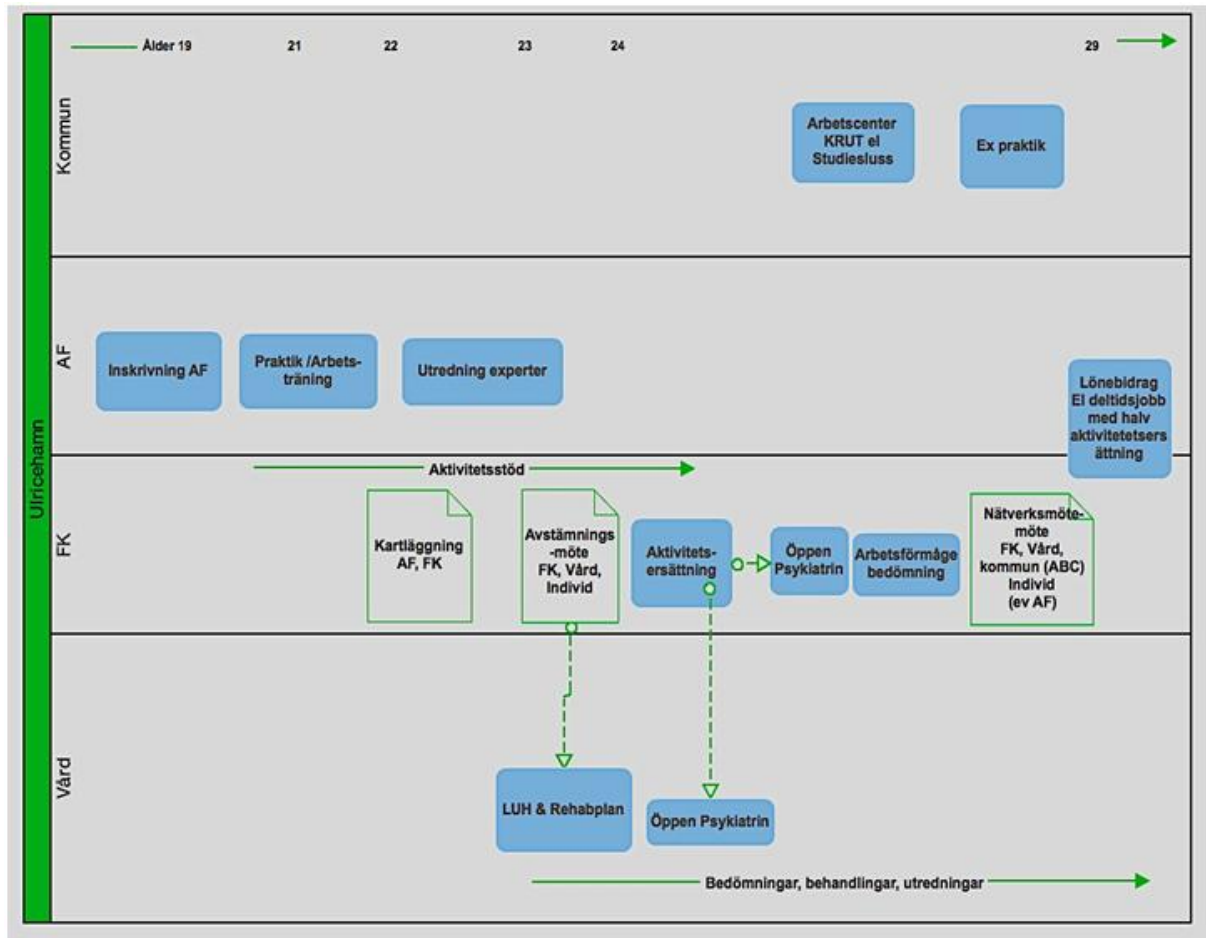 Ulricehamn
Ålder 19
21
22
23
24
29
Kommun
Arbetscenter
KRUT el
Studiesluss
Ex praktik
AF
Inskrivning AF
Praktik /Arbets-
träning
Utredning experter
Lönebidrag
El deltidsjobb
med halv
aktivitetetsers
ättning
FK
Aktivitetsstöd
Kartläggning
AF, FK
Avstämnings
-möte
FK, Vård,
Individ
Aktivitets-
ersättning
Öppen
Psykiatrin
Arbetsförmåge
bedömning
Nätverksmöte-
möte
FK, Vård,
kommun (ABC)
Individ
(ev AF)
Vård
LUH & Rehabplan
Öppen Psykiatrin
Bedömningar, behandlingar, utredningar